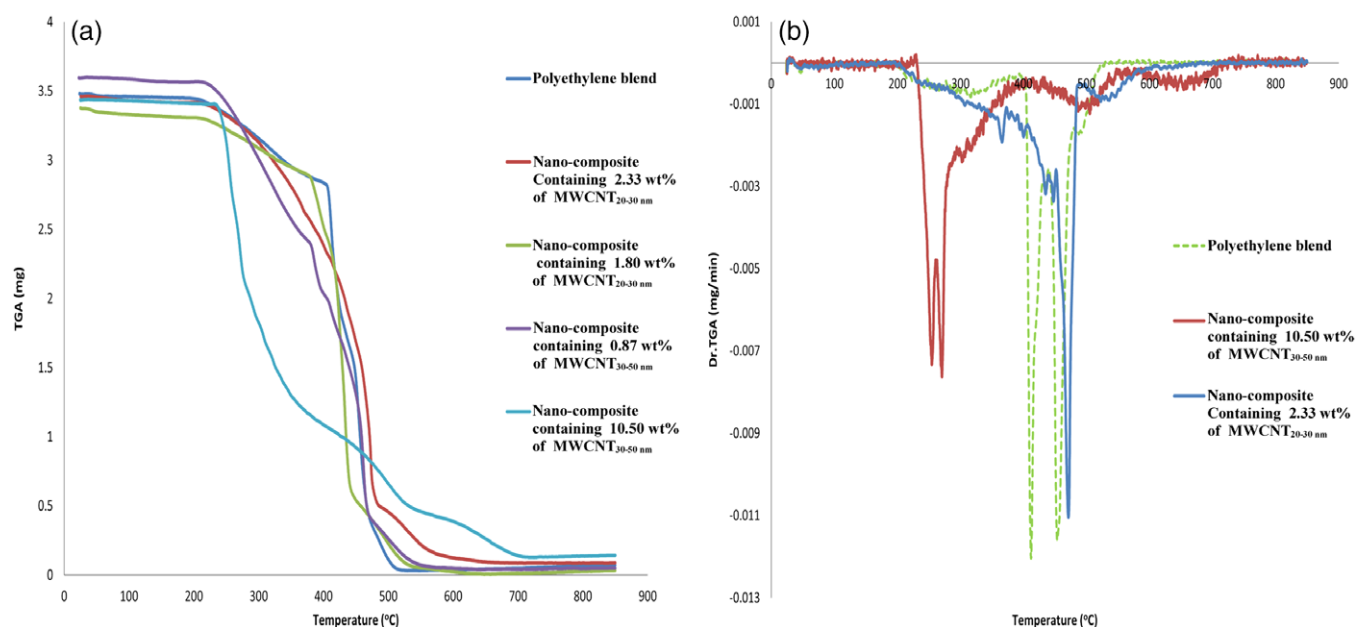 (a)
4
3.5
3
2.5
2
1.5
1
0.5
0
TGA (mg)
0 100 200 300 400 500 600 700 800 900
Temperature (°C)
Polyethylene blend
Nano-composite
Containing 2.33 wt%
of MWCNT20-30 nm
Nano-composite
containing 1.80 wt%
of MWCNT20-30 nm
Nano-composite
containing 0.87 wt%
of MWCNT30-50 nm
Nano-composite
containing 10.50 wt%
of MWCNT30-50 nm
(b)
0.001
-0.001
-0.003
-0.005
-0.007
-0.009
-0.011
-0.013
Dr.TGA (mg/min)
0 100 200 300 400 500 600 700 800 900
Temperature (°C)
Polyethylene blend
Nano-composite
containing 10.50 wt%
of MWCNT30-50 nm
Nano-composite
Containing 2.33 wt%
of MWCNT20-30 nm